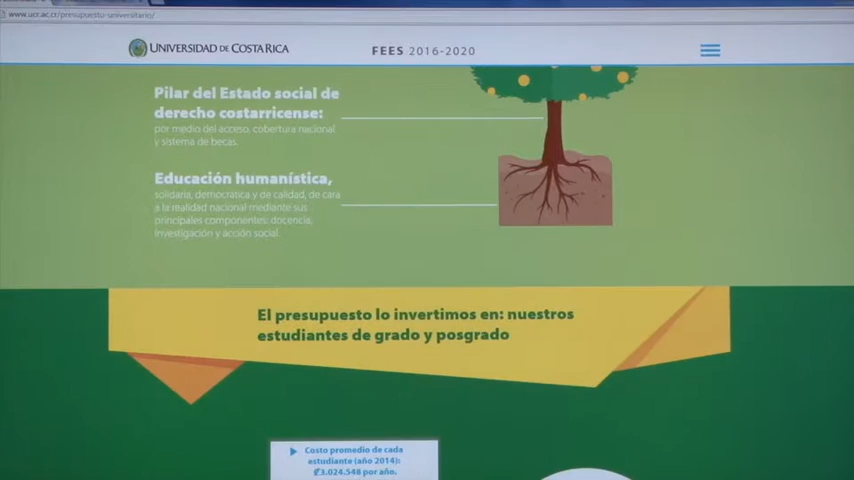 www.ucr.ac.cr/presupuesto-universitario/
UNIVERSIDAD DE COSTA RICA
FEES 2016-2020
Pilar del Estado social de
derecho costarricense:
por medio del acceso, cobertura nacional
y sistema de becas.
Educación humanística,
solidaria, democrática y de calidad, de cara
a la realidad nacional mediante sus
principales componentes: docencia,
investigación y acción social.
El presupuesto lo invertimos en: nuestros
estudiantes de grado y posgrado
Costo promedio de cada
estudiante (año 2014):
₡3.024.548 por año.